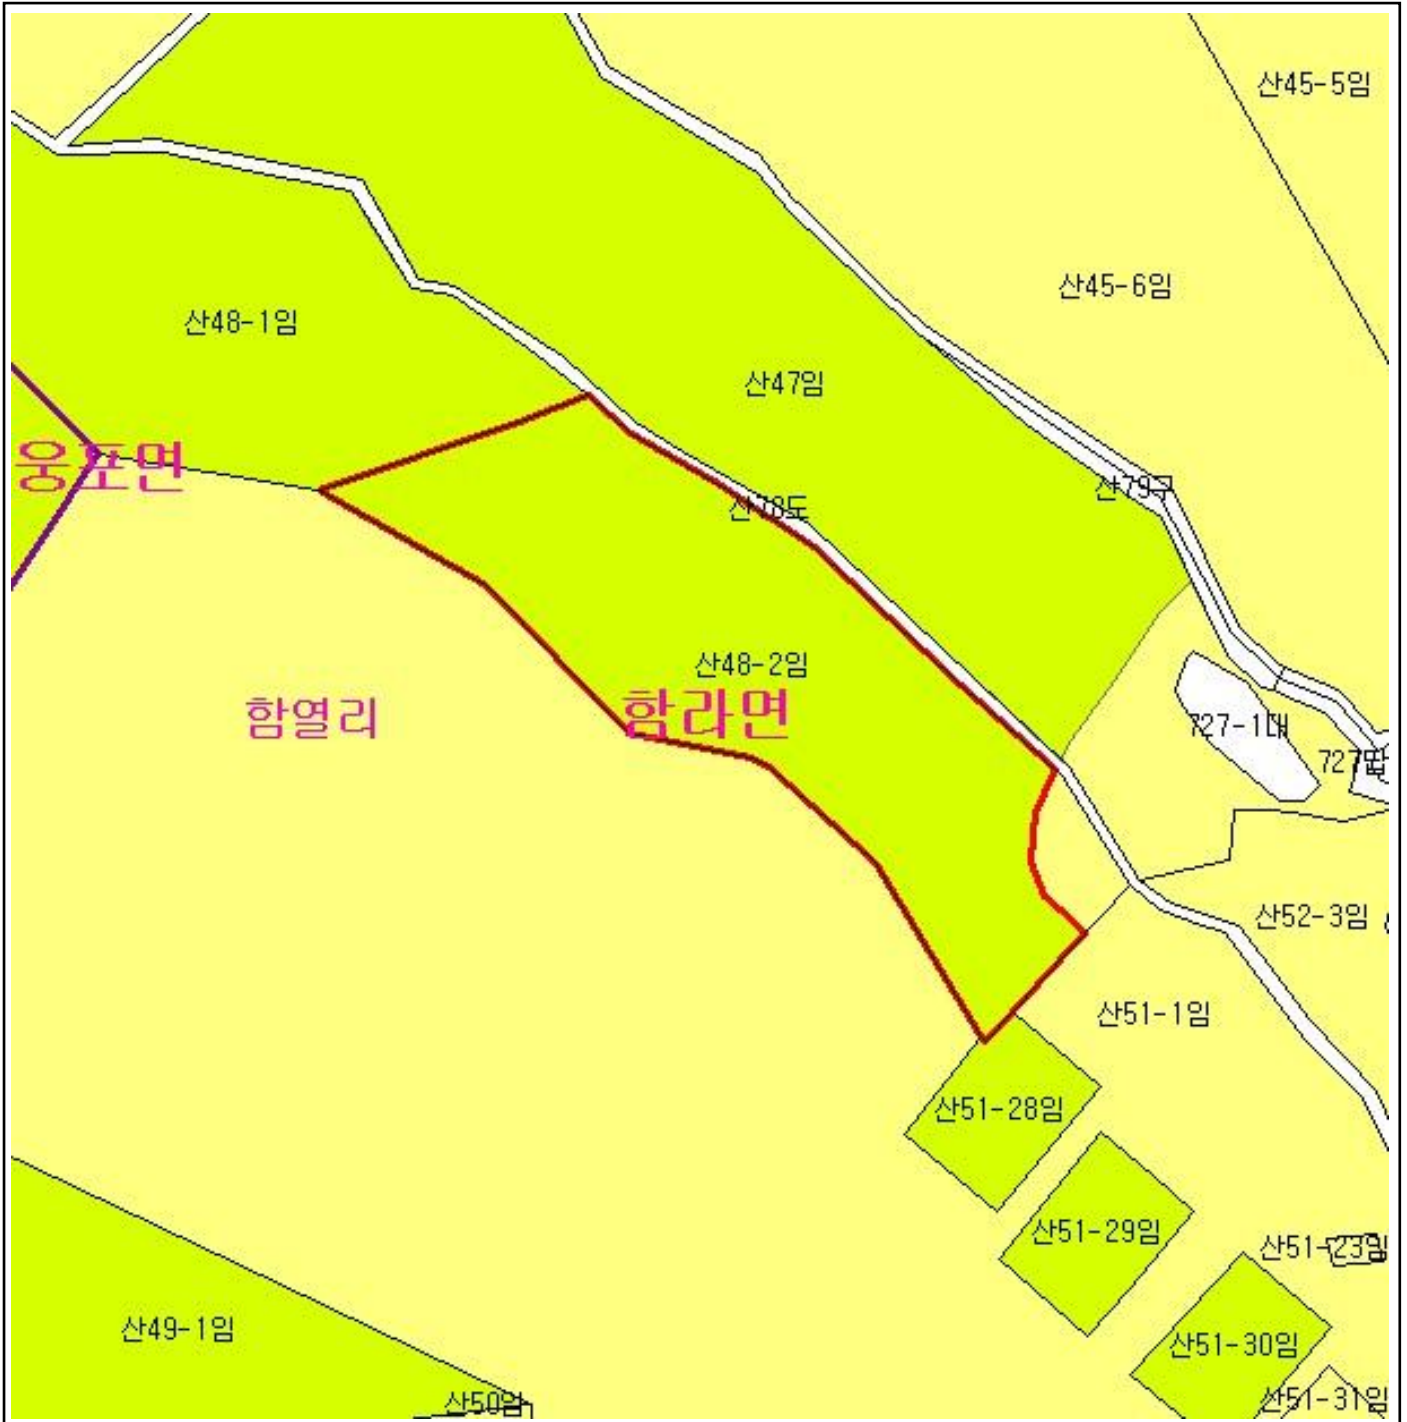 산45-5임
산45-6임
산48-1임
산47임
웅포면
산79구
산78도
산48-2임
함열리
함라면
727-1대
727답
산52-3임
산51-1임
산51-28임
산51-29임
산51-23임
산49-1임
산51-30임
산50임
산51-31임